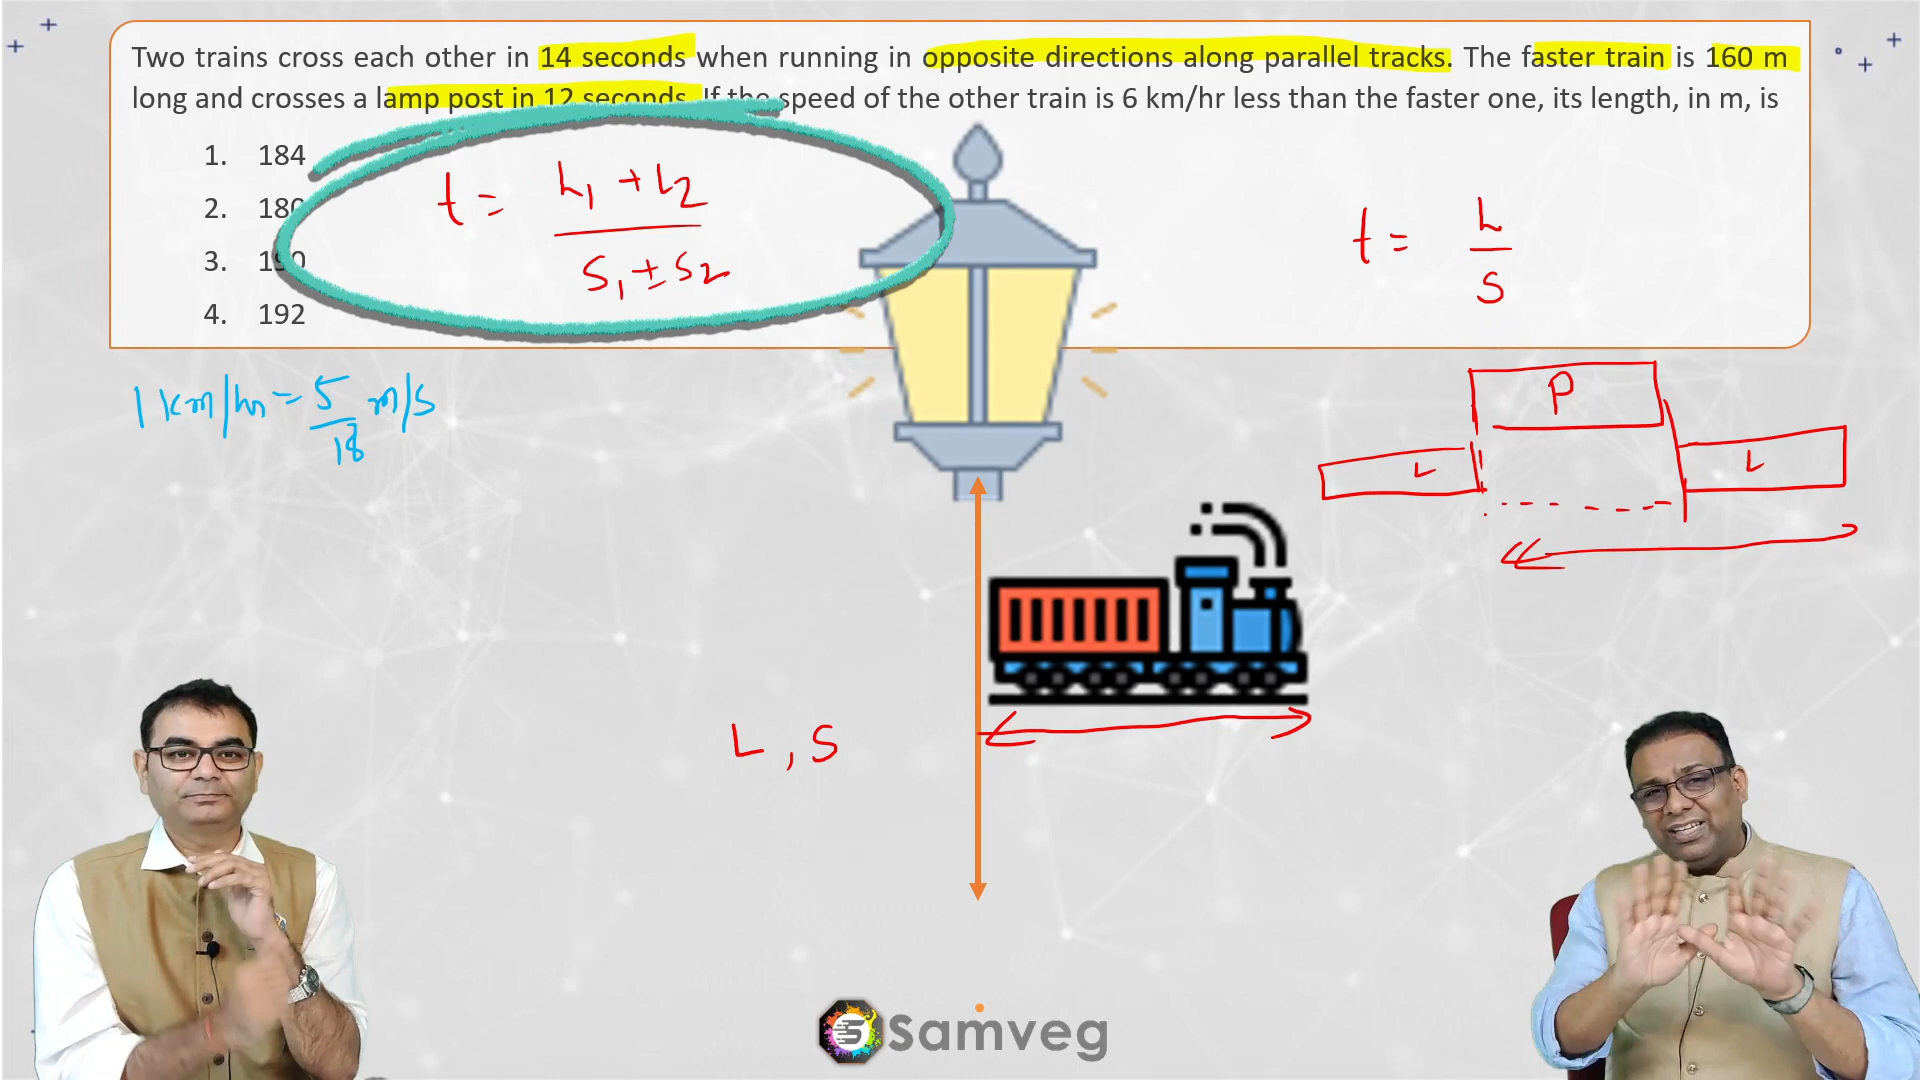 Two trains cross each other in 14 seconds when running in opposite directions along parallel tracks. The faster train is 160 m
long and crosses a lamp post in 12 seconds. If the speed of the other train is 6 km/hr less than the faster one, its length, in m, is
1. 184
2. 180
3. 190
4. 192
t = L1 + L2
S1 ± S2
t = L
S
1 km/hr = 5/18 m/s
P
L
L
L, S
Samveg